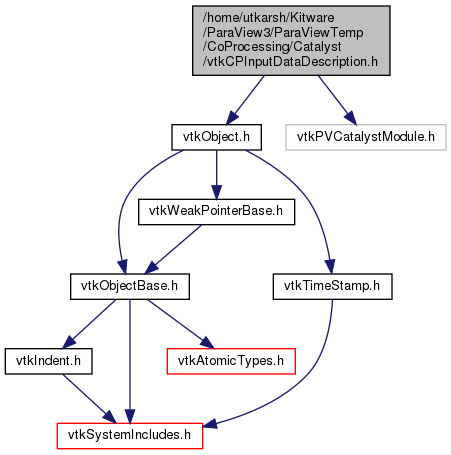 /home/utkarsh/Kitware
/ParaView3/ParaViewTemp
/CoProcessing/Catalyst
/vtkCPInputDataDescription.h
vtkObject.h
vtkPVCatalystModule.h
vtkWeakPointerBase.h
vtkObjectBase.h
vtkTimeStamp.h
vtkIndent.h
vtkAtomicTypes.h
vtkSystemIncludes.h